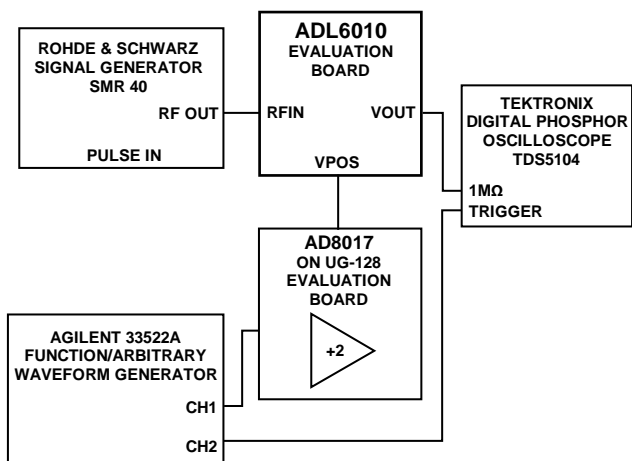 ROHDE & SCHWARZ
SIGNAL GENERATOR
SMR 40
RF OUT
PULSE IN
ADL6010
EVALUATION
BOARD
RFIN
VOUT
VPOS
TEKTRONIX
DIGITAL PHOSPHOR
OSCILLOSCOPE
TDS5104
1MΩ
TRIGGER
AD8017
ON UG-128
EVALUATION
BOARD
+2
AGILENT 33522A
FUNCTION/ARBITRARY
WAVEFORM GENERATOR
CH1
CH2